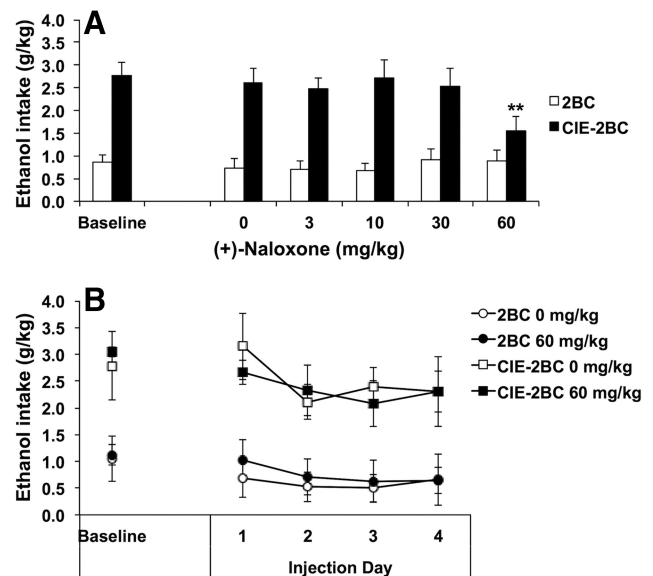 A
Ethanol intake (g/kg)
4.0
3.5
3.0
2.5
2.0
1.5
1.0
0.5
0.0
**
2BC
CIE-2BC
Baseline 0 3 10 30 60
(+)-Naloxone (mg/kg)
B
Ethanol intake (g/kg)
4.0
3.5
3.0
2.5
2.0
1.5
1.0
0.5
0.0
2BC 0 mg/kg
2BC 60 mg/kg
CIE-2BC 0 mg/kg
CIE-2BC 60 mg/kg
Baseline 1 2 3 4
Injection Day